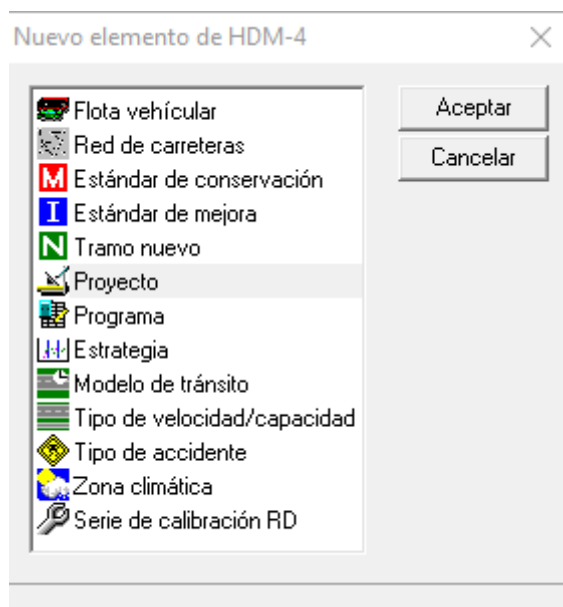 Nuevo elemento de HDM-4
Flota vehícular
Red de carreteras
M Estándar de conservación
I Estándar de mejora
N Tramo nuevo
Proyecto
Programa
Estrategia
Modelo de tránsito
Tipo de velocidad/capacidad
Tipo de accidente
Zona climática
Serie de calibración RD
Aceptar
Cancelar